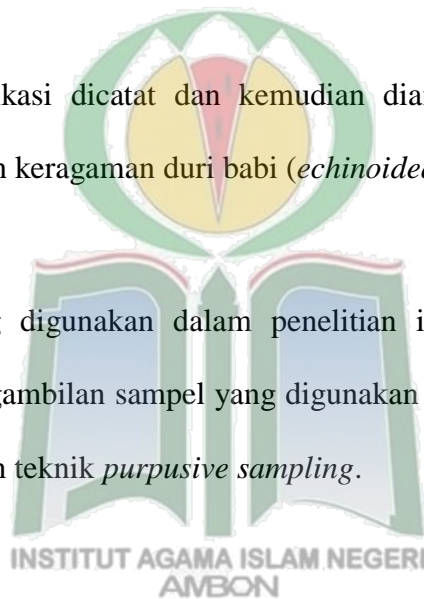 ikasi dicatat dan kemudian dia
n keragaman duri babi (echinoidea
g digunakan dalam penelitian i
gambilan sampel yang digunakan
n teknik purpusive sampling.
INSTITUT AGAMA ISLAM NEGERI
AMBON